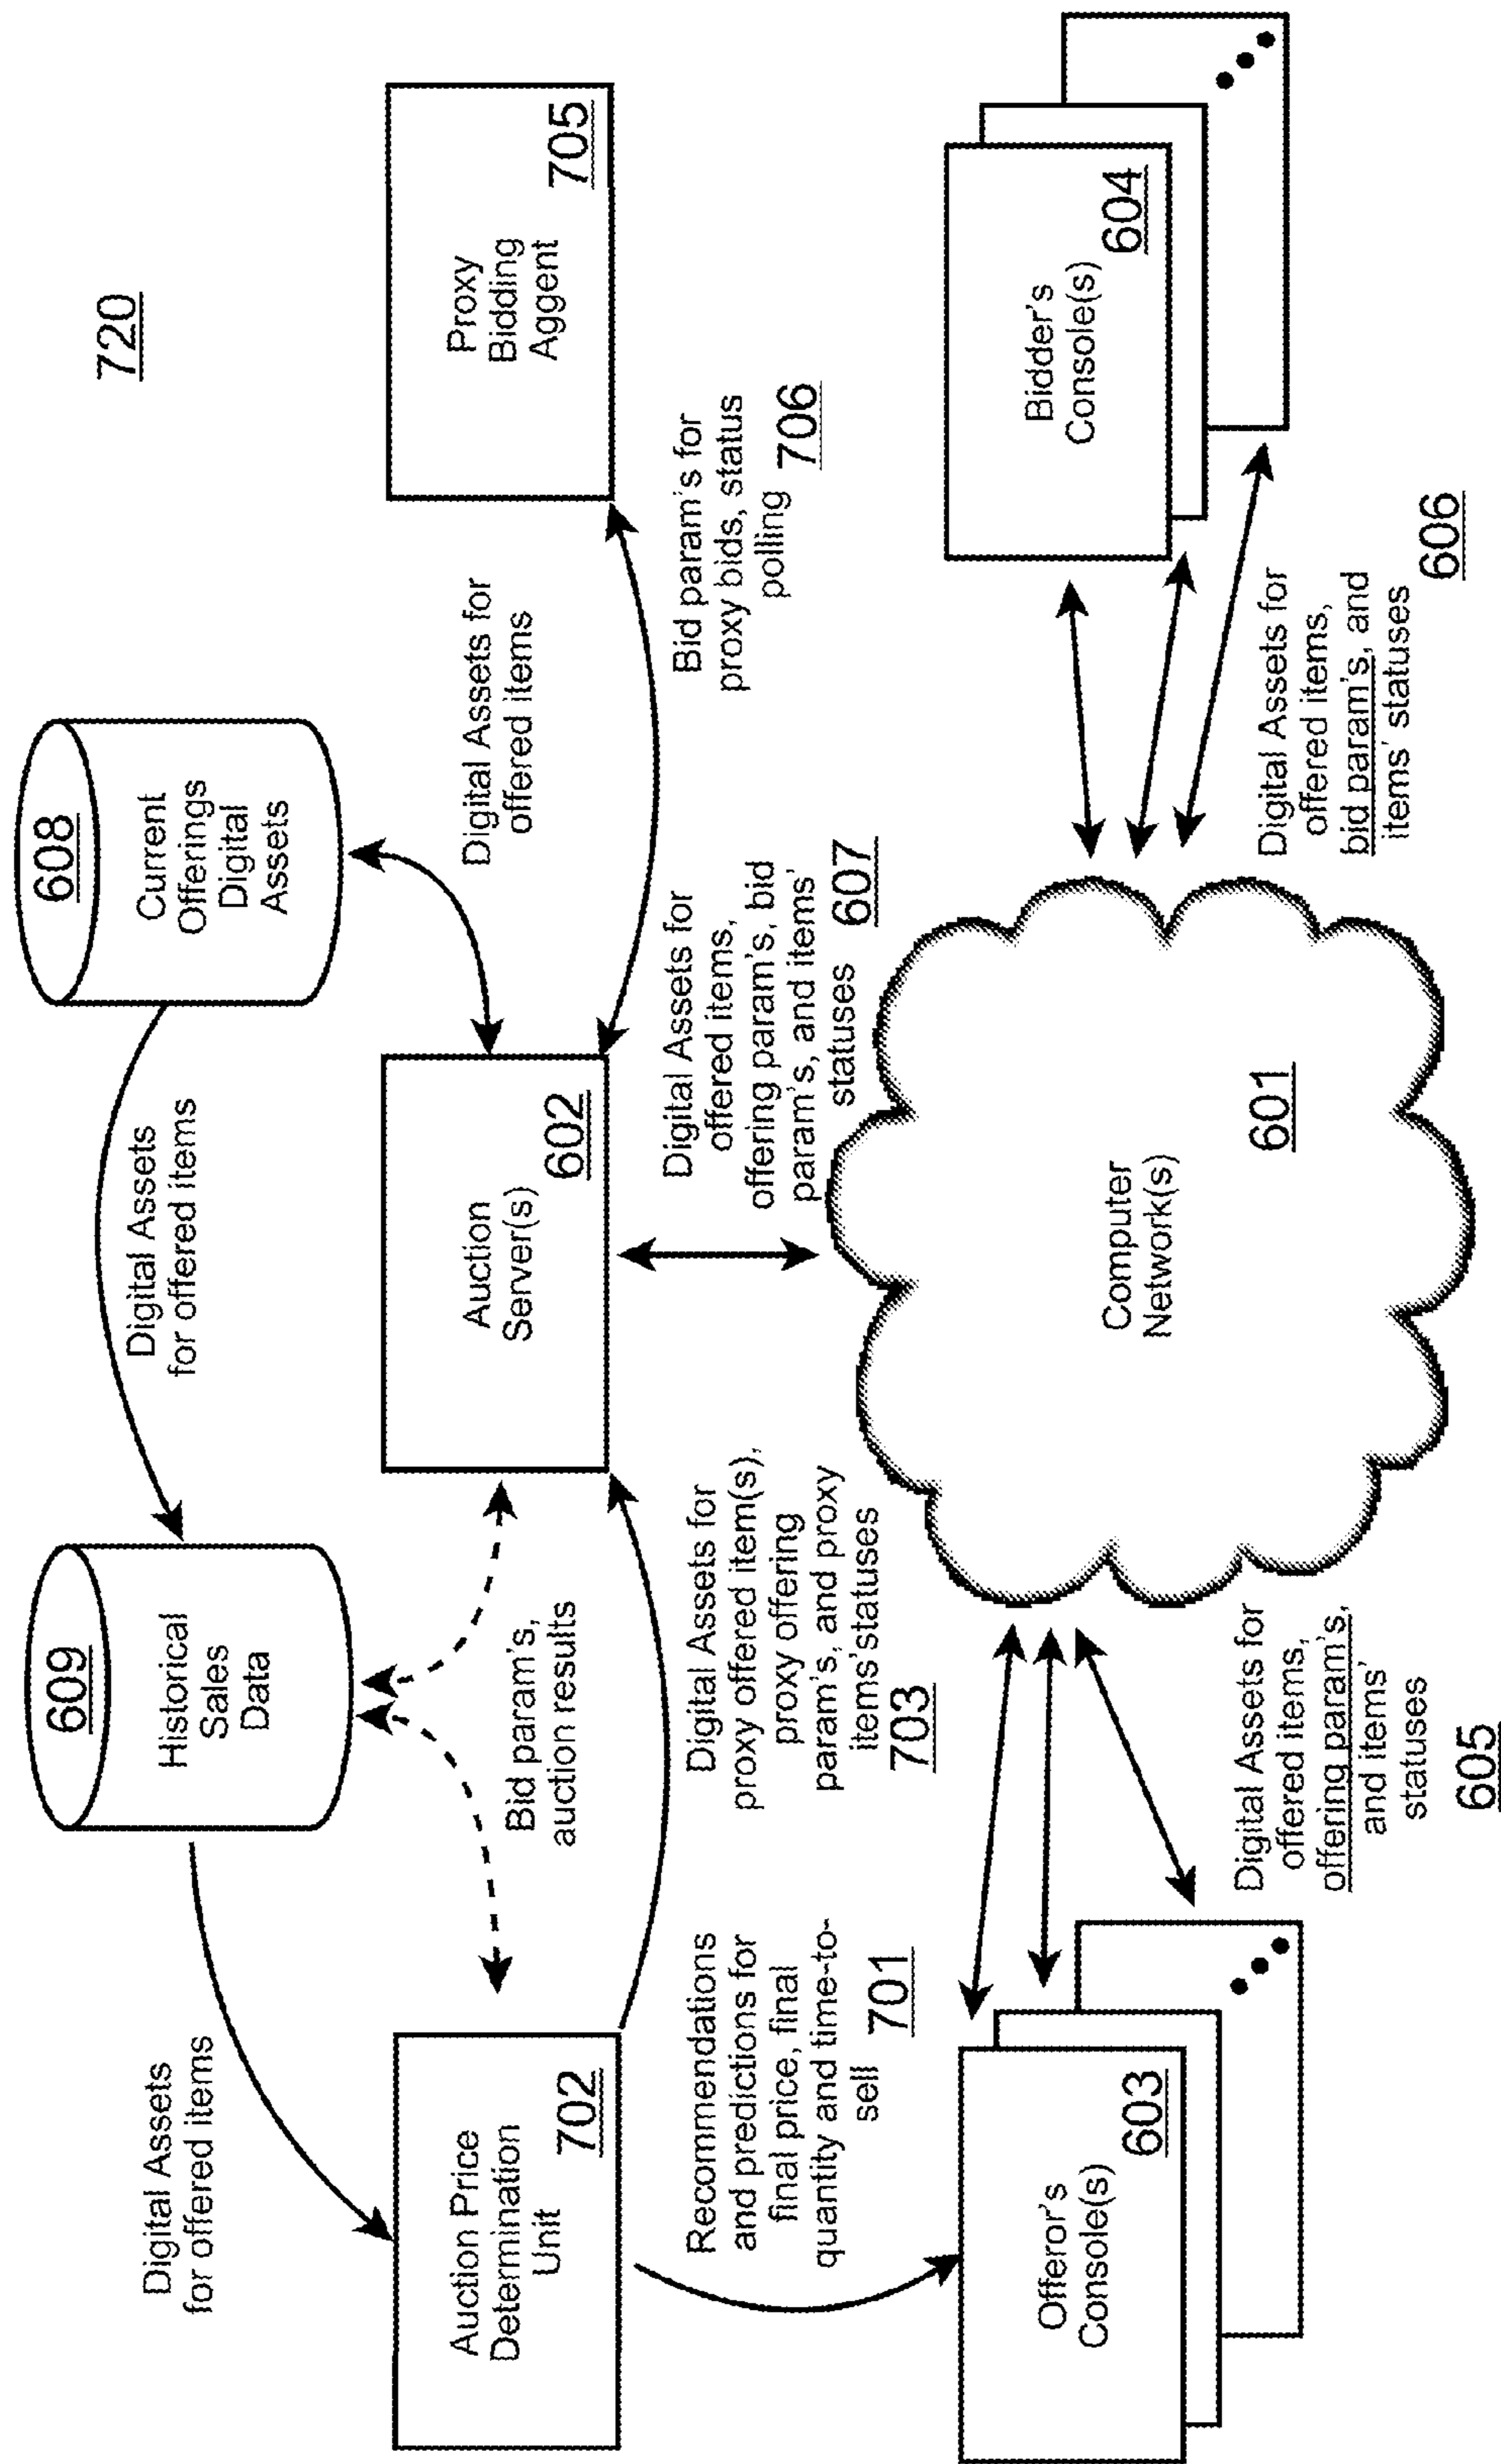 720
609
Historical
Sales
Data
608
Current
Offerings
Digital
Assets
Digital Assets
for offered items
Digital Assets
for offered items
Digital Assets for
offered items
Bid param's,
auction results
Auction Price
Determination
Unit
702
Auction
Server(s)
602
Proxy
Bidding
Aggent
705
Recommendations
and predictions for
final price, final
quantity and time-to-
sell
701
Digital Assets for
proxy offered item(s),
proxy offering
param's, and proxy
items'statuses
703
Digital Assets for
offered items,
offering param's, bid
param's, and items'
statuses
607
Bid param's for
proxy bids, status
polling
706
Offeror's
Console(s)
603
Computer
Network(s)
601
Bidder's
Console(s)
604
Digital Assets for
offered items,
offering param's,
and items'
statuses
605
Digital Assets for
offered items,
bid param's, and
items' statuses
606